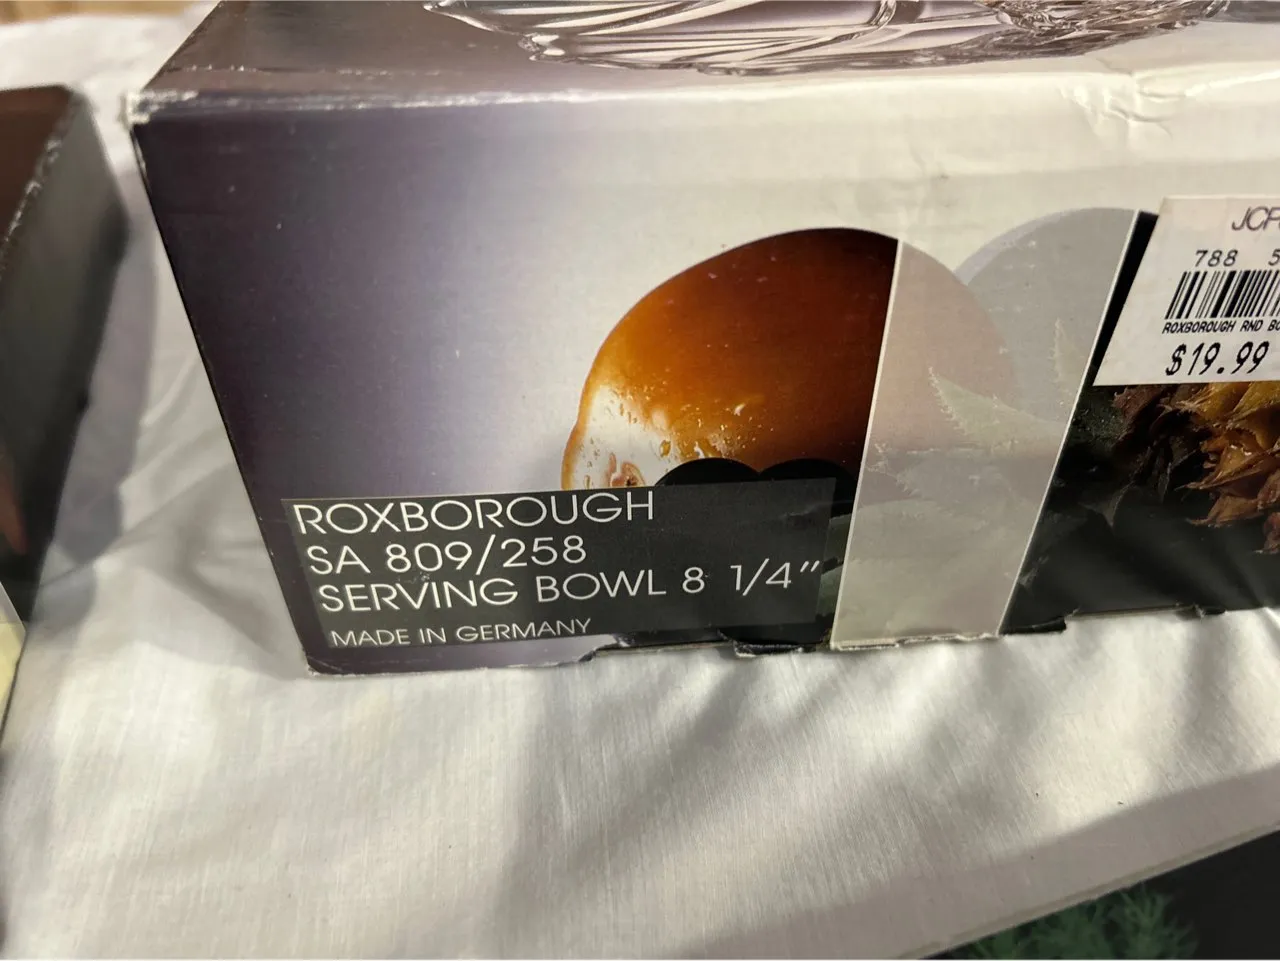 ROXBOROUGH
SA 809/258
SERVING BOWL 8 1/4"
MADE IN GERMANY
788
ROXBOROUGH RND
$19.99